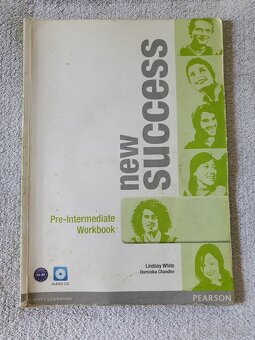 new
success
Pre-Intermediate
Workbook
Lindsay White
Dominika Chandler
AUDIO CD
ALWAYS LEARNING
PEARSON